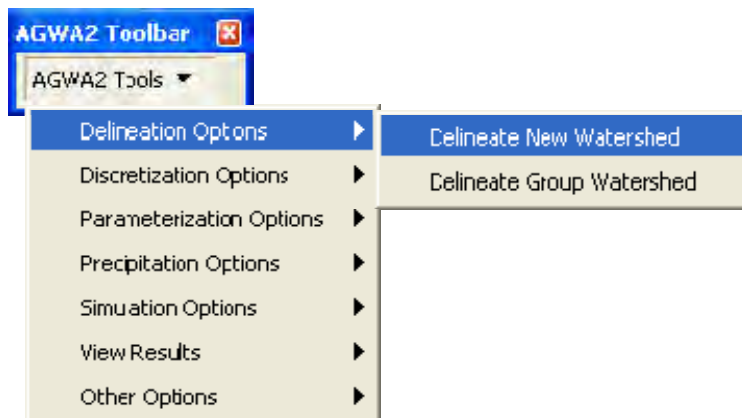 AGWA2 Toolbar
AGWA2 Tools
Delineation Options
Delineate New Watershed
Delineate Group Watershed
Discretization Options
Parameterization Options
Precipitation Options
Simulation Options
View Results
Other Options